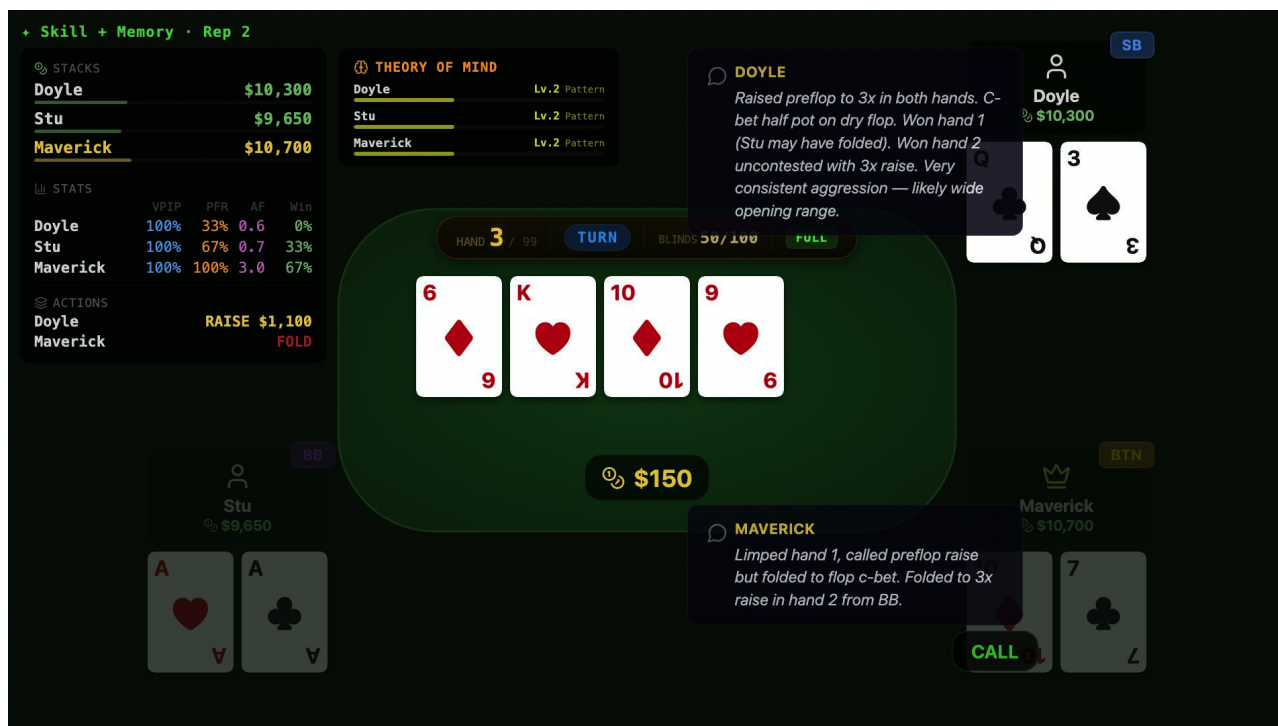 ✦ Skill + Memory · Rep 2
STACKS
Doyle $10,300
Stu $9,650
Maverick $10,700
STATS
VPIP PFR AF Win
Doyle 100% 33% 0.6 0%
Stu 100% 67% 0.7 33%
Maverick 100% 100% 3.0 67%
ACTIONS
Doyle RAISE $1,100
Maverick FOLD
THEORY OF MIND
Doyle Lv.2 Pattern
Stu Lv.2 Pattern
Maverick Lv.2 Pattern
DOYLE
Raised preflop to 3x in both hands. C-
bet half pot on dry flop. Won hand 1
(Stu may have folded). Won hand 2
uncontested with 3x raise. Very
consistent aggression — likely wide
opening range.
SB
Doyle
$10,300
Q
Q
3
3
HAND 3 / 99 TURN BLINDS 50/100 FULL
6
6
K
K
10
10
9
9
$150
BB
Stu
$9,650
A
A
A
A
MAVERICK
Limped hand 1, called preflop raise
but folded to flop c-bet. Folded to 3x
raise in hand 2 from BB.
BTN
Maverick
$10,700
10
10
7
7
CALL